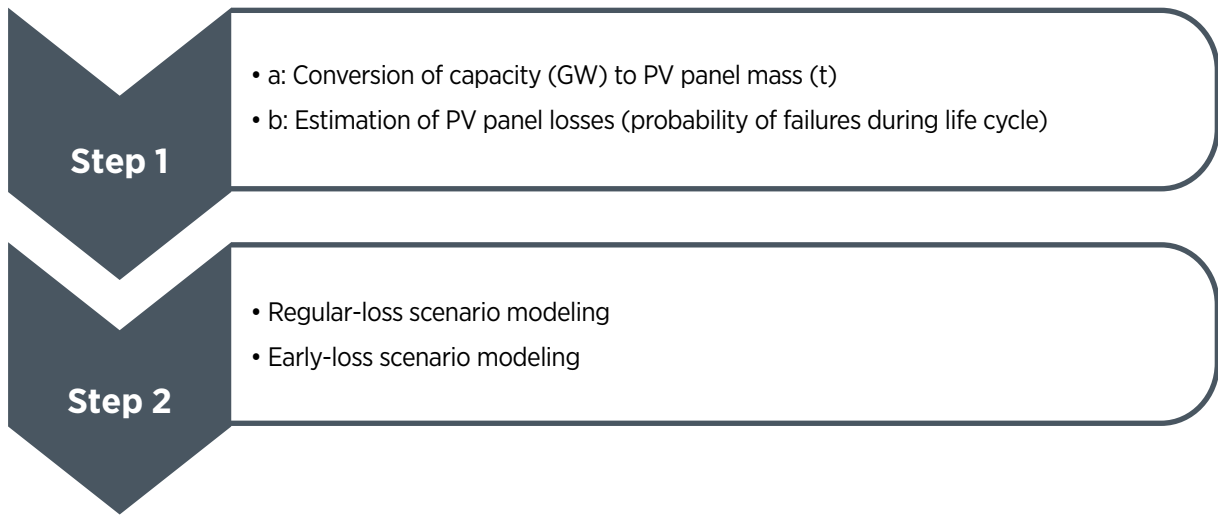 Step 1
• a: Conversion of capacity (GW) to PV panel mass (t)
• b: Estimation of PV panel losses (probability of failures during life cycle)
Step 2
• Regular-loss scenario modeling
• Early-loss scenario modeling